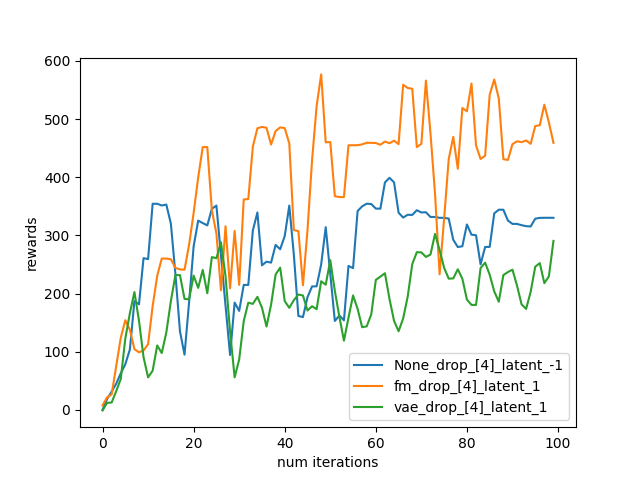 600
500
400
300
200
100
0
rewards
0 20 40 60 80 100
num iterations
None_drop_[4]_latent_-1
fm_drop_[4]_latent_1
vae_drop_[4]_latent_1